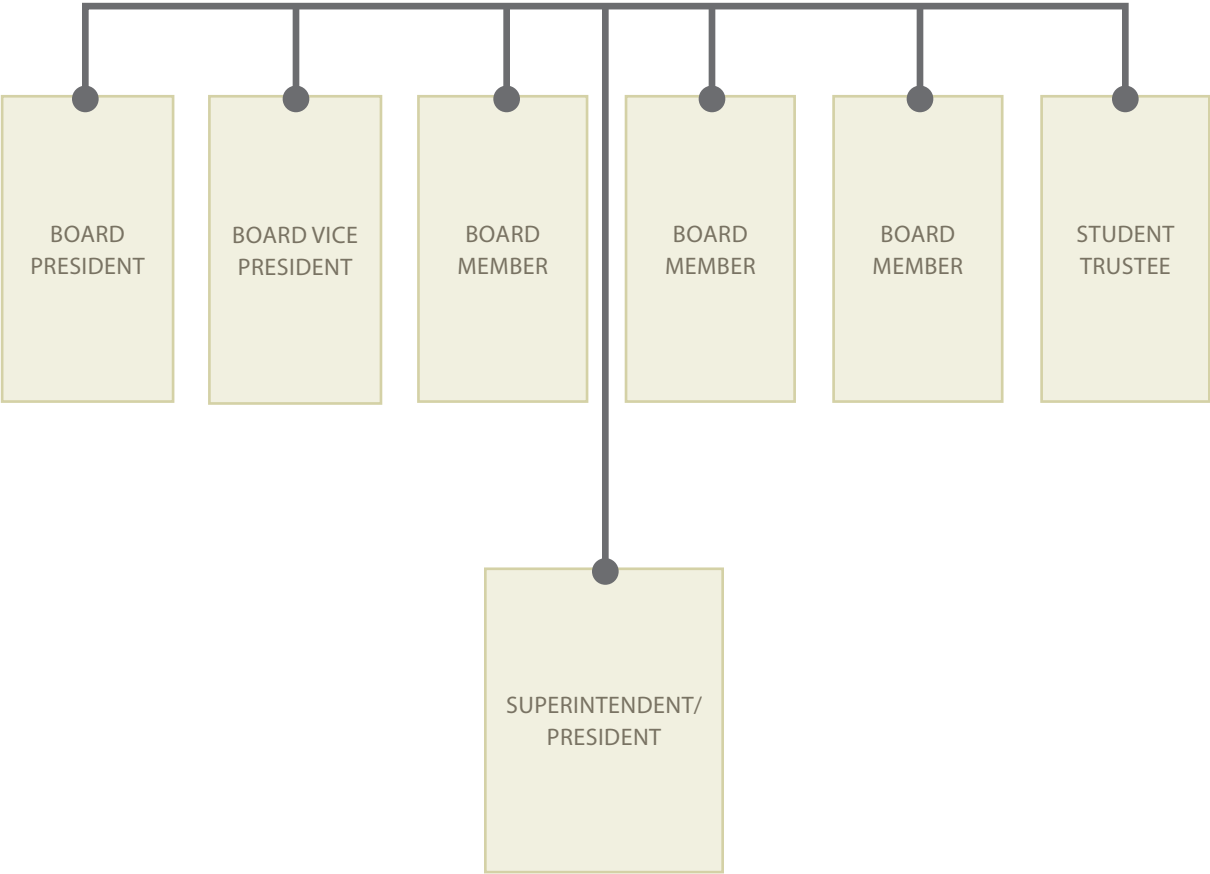 BOARD
PRESIDENT
BOARD VICE
PRESIDENT
BOARD
MEMBER
BOARD
MEMBER
BOARD
MEMBER
STUDENT
TRUSTEE
SUPERINTENDENT/
PRESIDENT